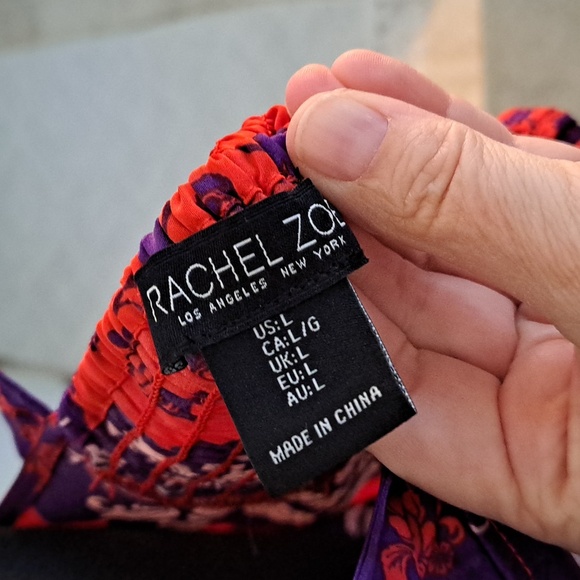 RACHEL ZOE
LOS ANGELES NEW YORK
US:L
CA:L/G
UK:L
EU:L
AU:L
MADE IN CHINA